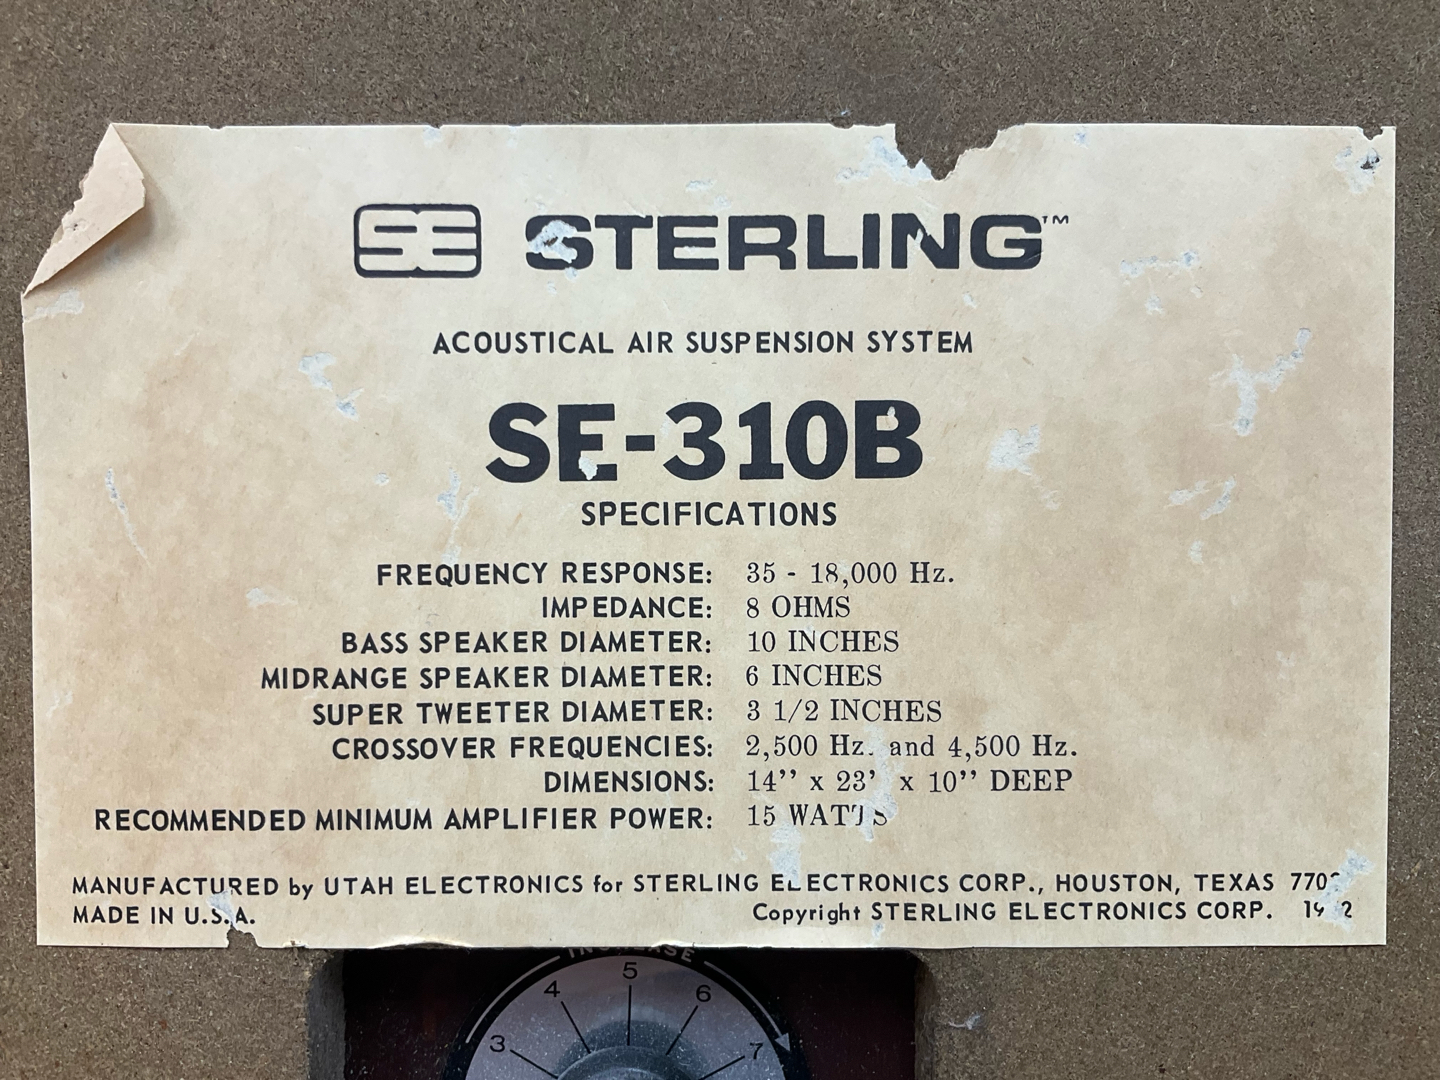 SE STERLING™
ACOUSTICAL AIR SUSPENSION SYSTEM
SE-310B
SPECIFICATIONS
FREQUENCY RESPONSE: 35 - 18,000 Hz.
IMPEDANCE: 8 OHMS
BASS SPEAKER DIAMETER: 10 INCHES
MIDRANGE SPEAKER DIAMETER: 6 INCHES
SUPER TWEETER DIAMETER: 3 1/2 INCHES
CROSSOVER FREQUENCIES: 2,500 Hz. and 4,500 Hz.
DIMENSIONS: 14" x 23' x 10" DEEP
RECOMMENDED MINIMUM AMPLIFIER POWER: 15 WATTS
MANUFACTURED by UTAH ELECTRONICS for STERLING ELECTRONICS CORP., HOUSTON, TEXAS
MADE IN U.S.A. Copyright STERLING ELECTRONICS CORP.
INCREASE
3 4 5 6 7